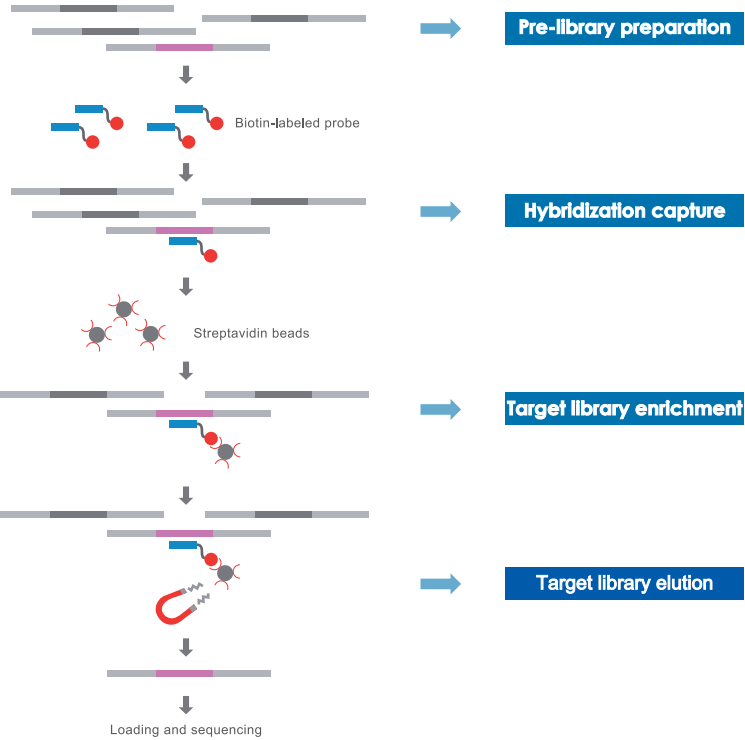 Pre-library preparation
Biotin-labeled probe
Hybridization capture
Streptavidin beads
Target library enrichment
Target library elution
Loading and sequencing